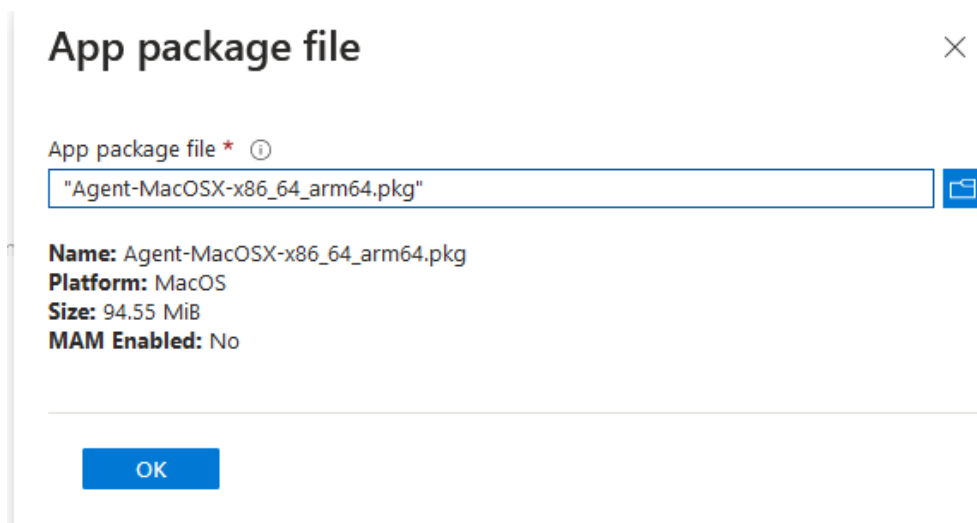 App package file
App package file *
"Agent-MacOSX-x86_64_arm64.pkg"
Name: Agent-MacOSX-x86_64_arm64.pkg
Platform: MacOS
Size: 94.55 MiB
MAM Enabled: No
OK